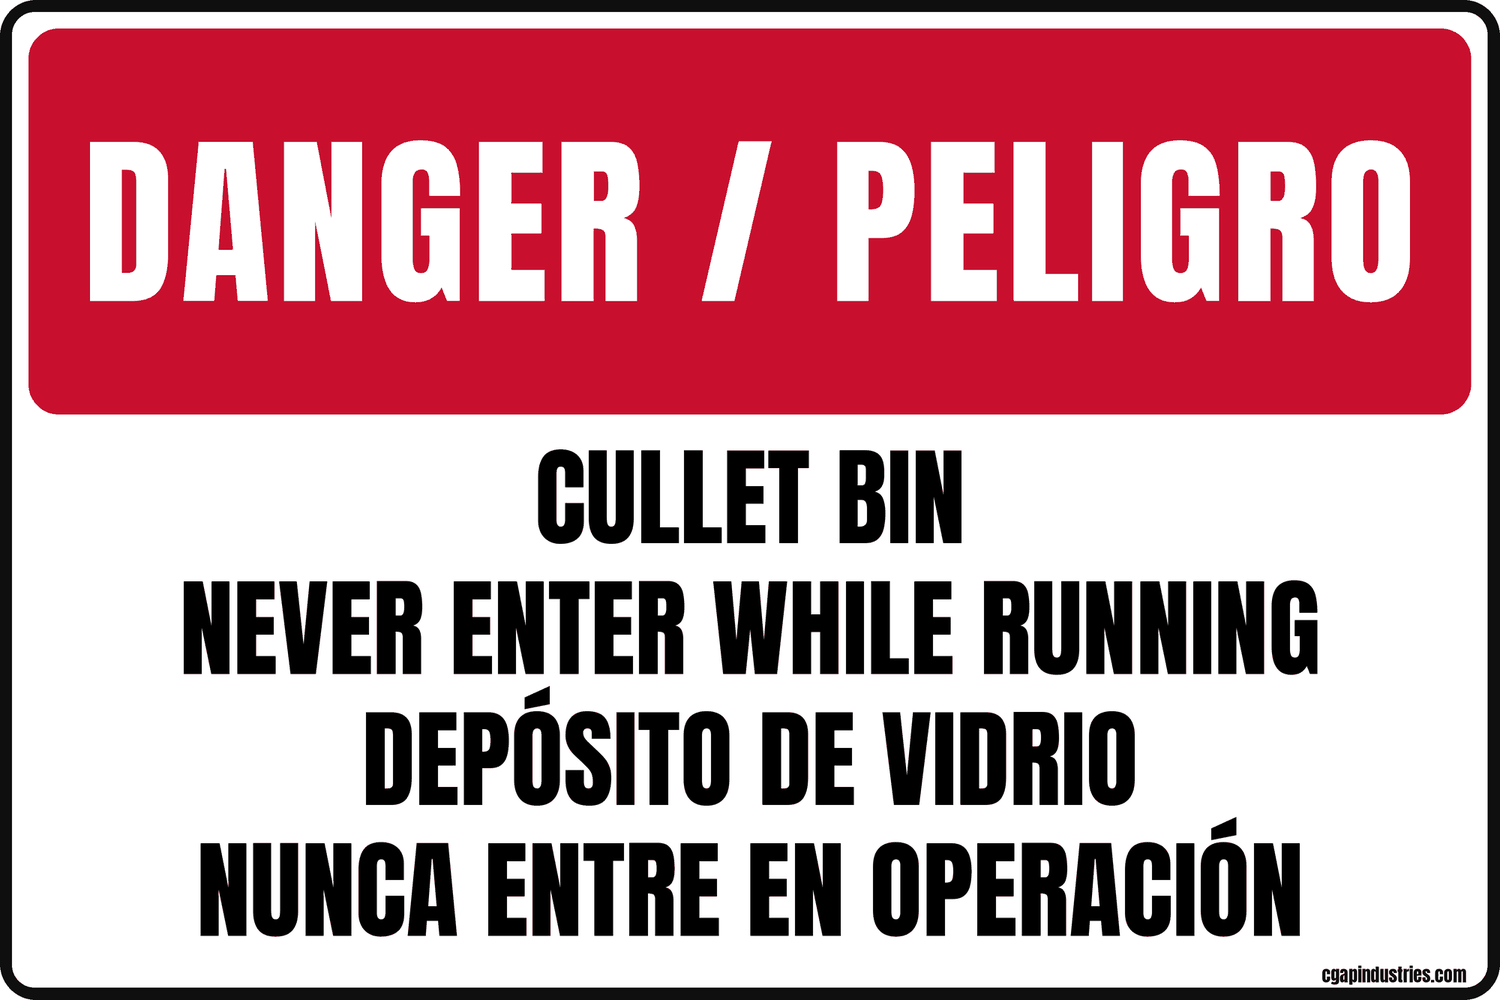 DANGER / PELIGRO
CULLET BIN
NEVER ENTER WHILE RUNNING
DEPÓSITO DE VIDRIO
NUNCA ENTRE EN OPERACIÓN
cgapindustries.com